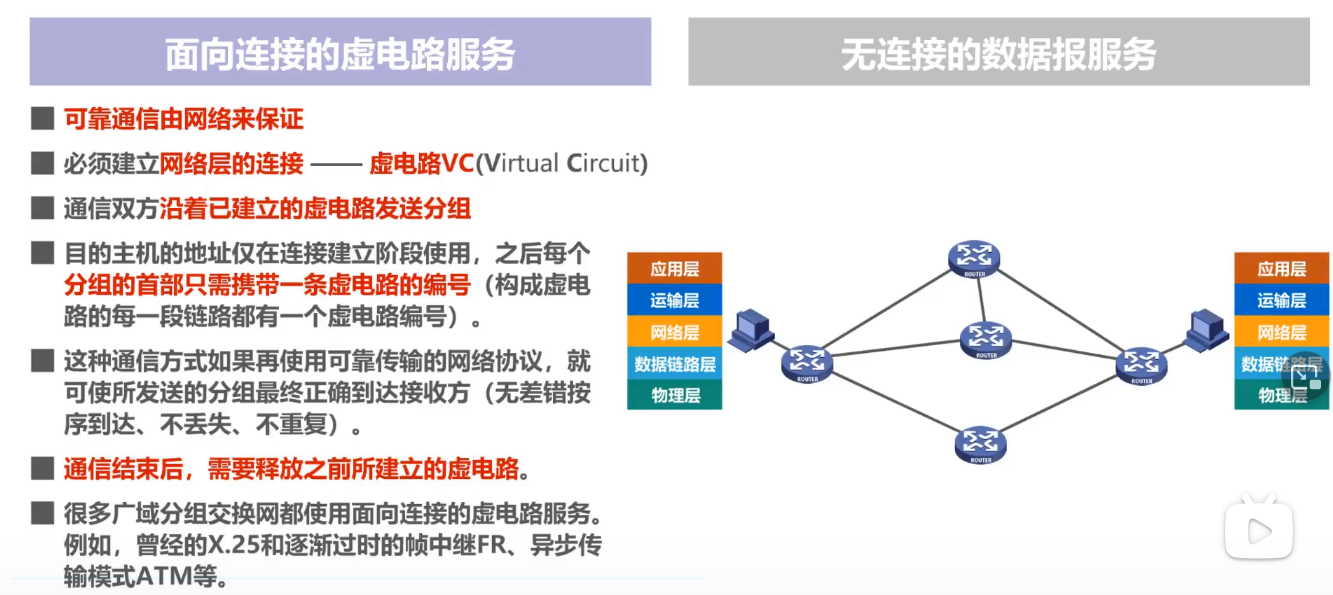 面向连接的虚电路服务
无连接的数据报服务
可靠通信由网络来保证
必须建立网络层的连接 —— 虚电路VC(Virtual Circuit)
通信双方沿着已建立的虚电路发送分组
目的主机的地址仅在连接建立阶段使用，之后每个
分组的首部只需携带一条虚电路的编号（构成虚电
路的每一段链路都有一个虚电路编号）。
这种通信方式如果再使用可靠传输的网络协议，就
可使所发送的分组最终正确到达接收方（无差错按
序到达、不丢失、不重复）。
通信结束后，需要释放之前所建立的虚电路。
很多广域分组交换网都使用面向连接的虚电路服务。
例如，曾经的X.25和逐渐过时的帧中继FR、异步传
输模式ATM等。
应用层
运输层
网络层
数据链路层
物理层
ROUTER
ROUTER
ROUTER
ROUTER
ROUTER
应用层
运输层
网络层
数据链路层
物理层